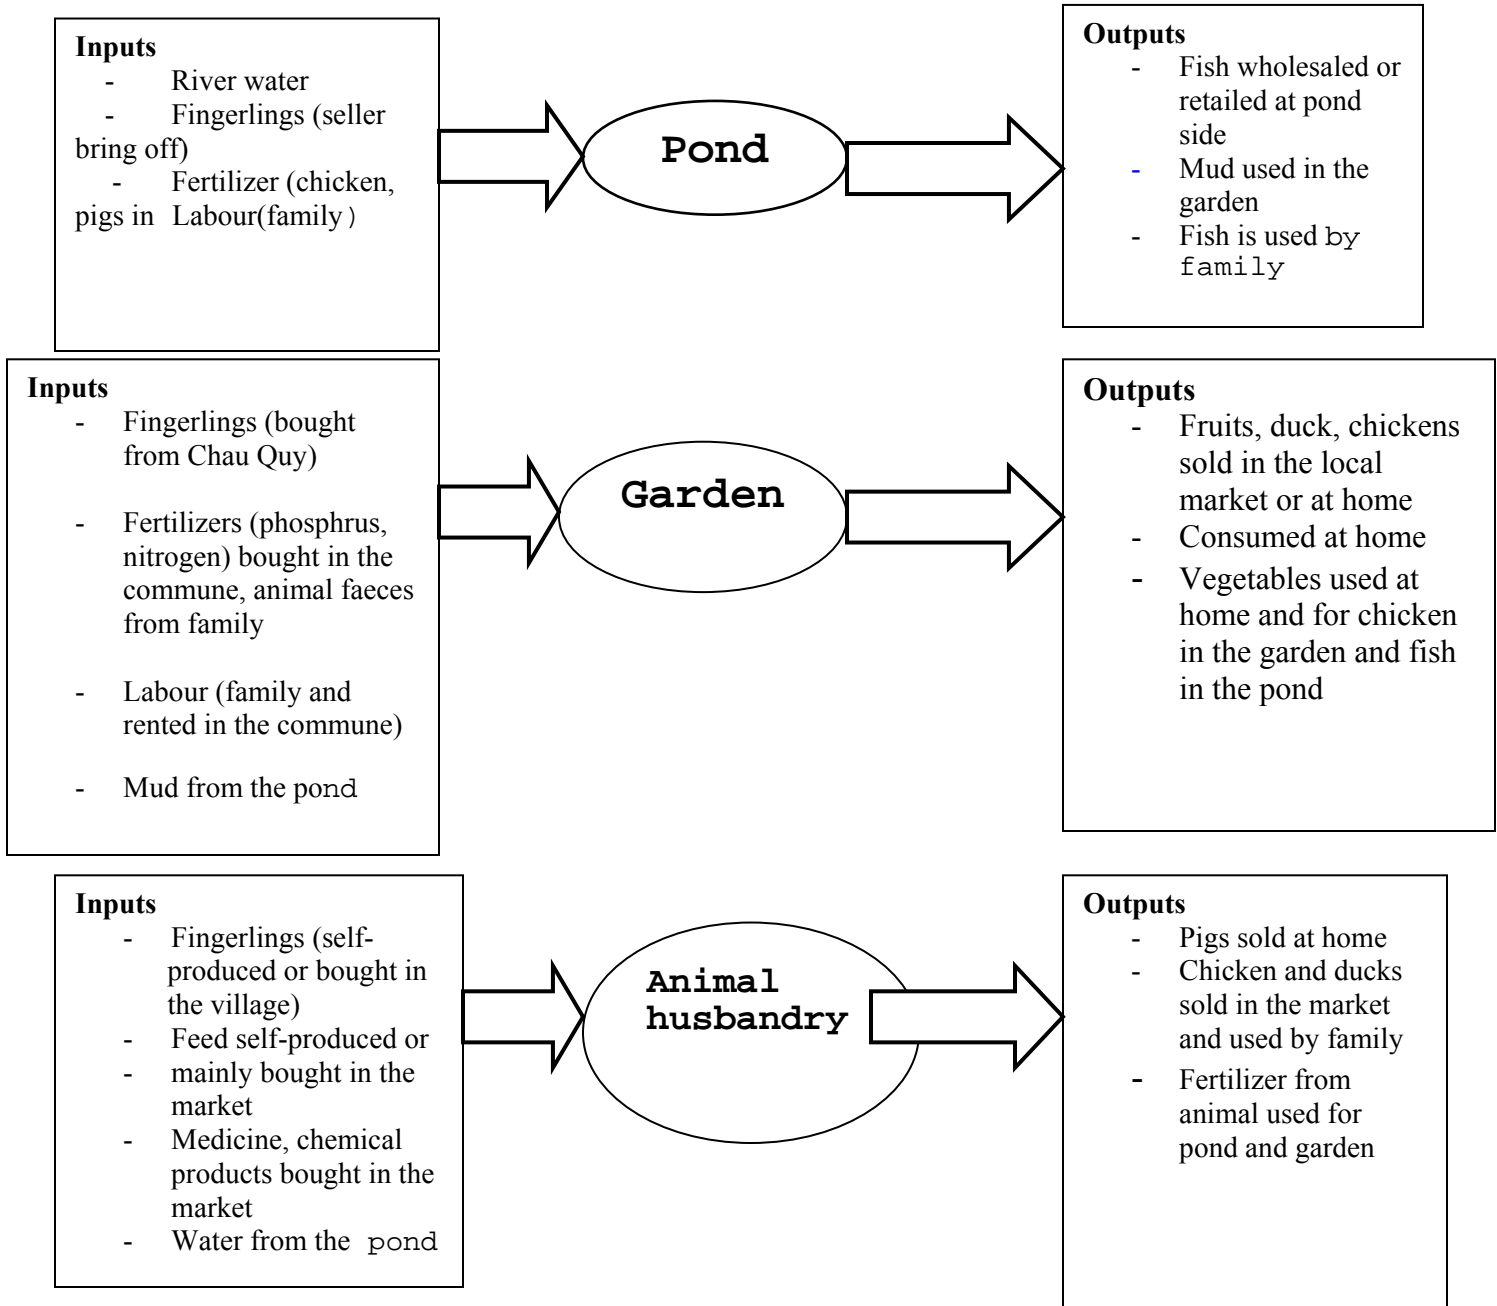 Inputs
- River water
- Fingerlings (seller
bring off)
- Fertilizer (chicken,
pigs in Labour(family)
Pond
Outputs
- Fish wholesaled or
retailed at pond
side
- Mud used in the
garden
- Fish is used by
family
Inputs
- Fingerlings (bought
from Chau Quy)
- Fertilizers (phosphrus,
nitrogen) bought in the
commune, animal faeces
from family
- Labour (family and
rented in the commune)
- Mud from the pond
Garden
Outputs
- Fruits, duck, chickens
sold in the local
market or at home
- Consumed at home
- Vegetables used at
home and for chicken
in the garden and fish
in the pond
Inputs
- Fingerlings (self-
produced or bought in
the village)
- Feed self-produced or
- mainly bought in the
market
- Medicine, chemical
products bought in the
market
- Water from the pond
Animal
husbandry
Outputs
- Pigs sold at home
- Chicken and ducks
sold in the market
and used by family
- Fertilizer from
animal used for
pond and garden